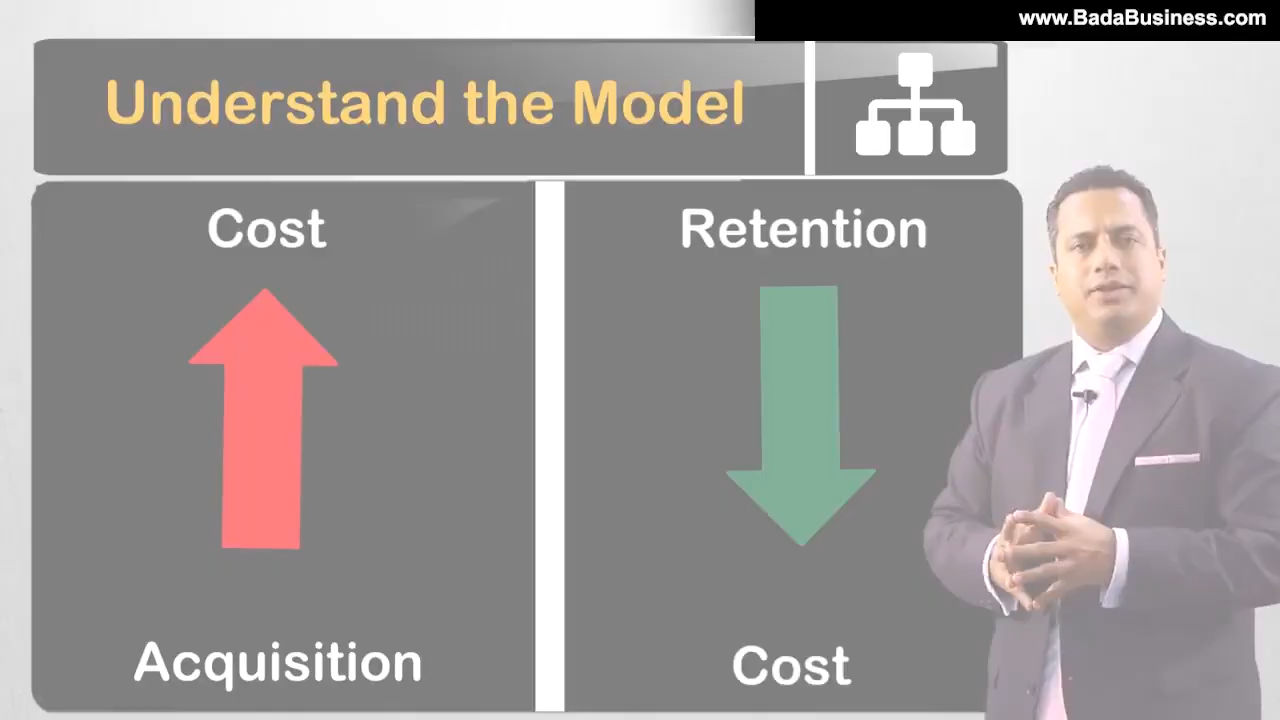 www.BadaBusiness.com
Understand the Model
Cost
Acquisition
Retention
Cost